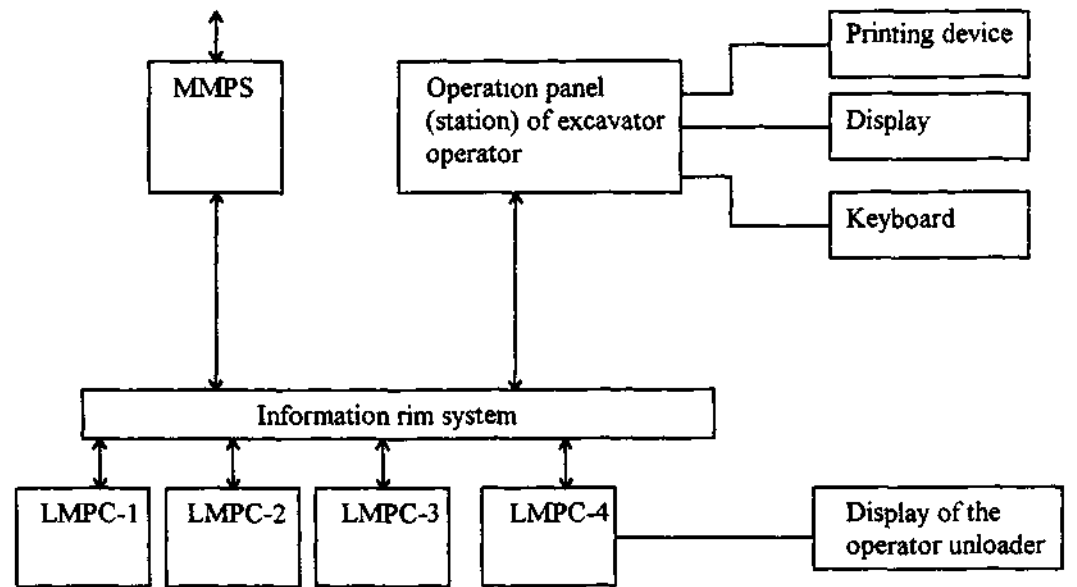 MMPS
Operation panel
(station) of excavator
operator
Printing device
Display
Keyboard
Information rim system
LMPC-1
LMPC-2
LMPC-3
LMPC-4
Display of the
operator unloader